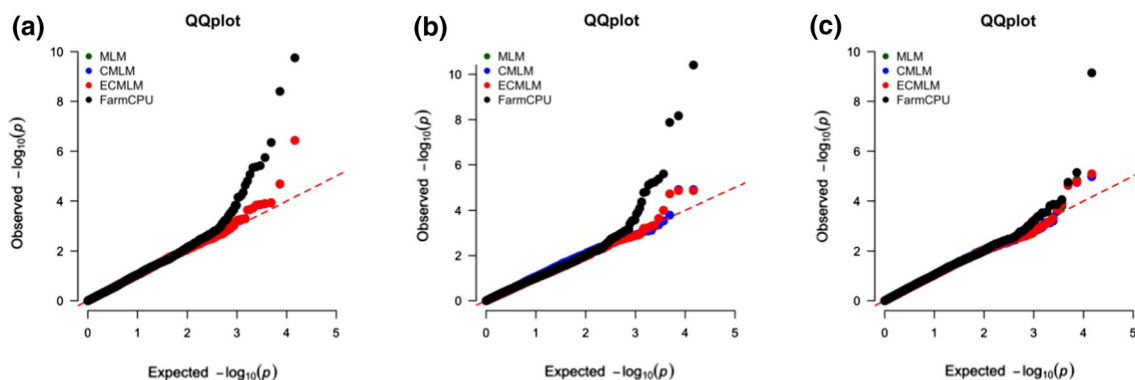 (a)
QQplot
MLM
CMLM
ECMLM
FarmCPU
10
8
6
4
2
0
Observed −log₁₀(p)
0 1 2 3 4 5
Expected −log₁₀(p)
(b)
QQplot
MLM
CMLM
ECMLM
FarmCPU
10
8
6
4
2
0
Observed −log₁₀(p)
0 1 2 3 4 5
Expected −log₁₀(p)
(c)
QQplot
MLM
CMLM
ECMLM
FarmCPU
10
8
6
4
2
0
Observed −log₁₀(p)
0 1 2 3 4 5
Expected −log₁₀(p)